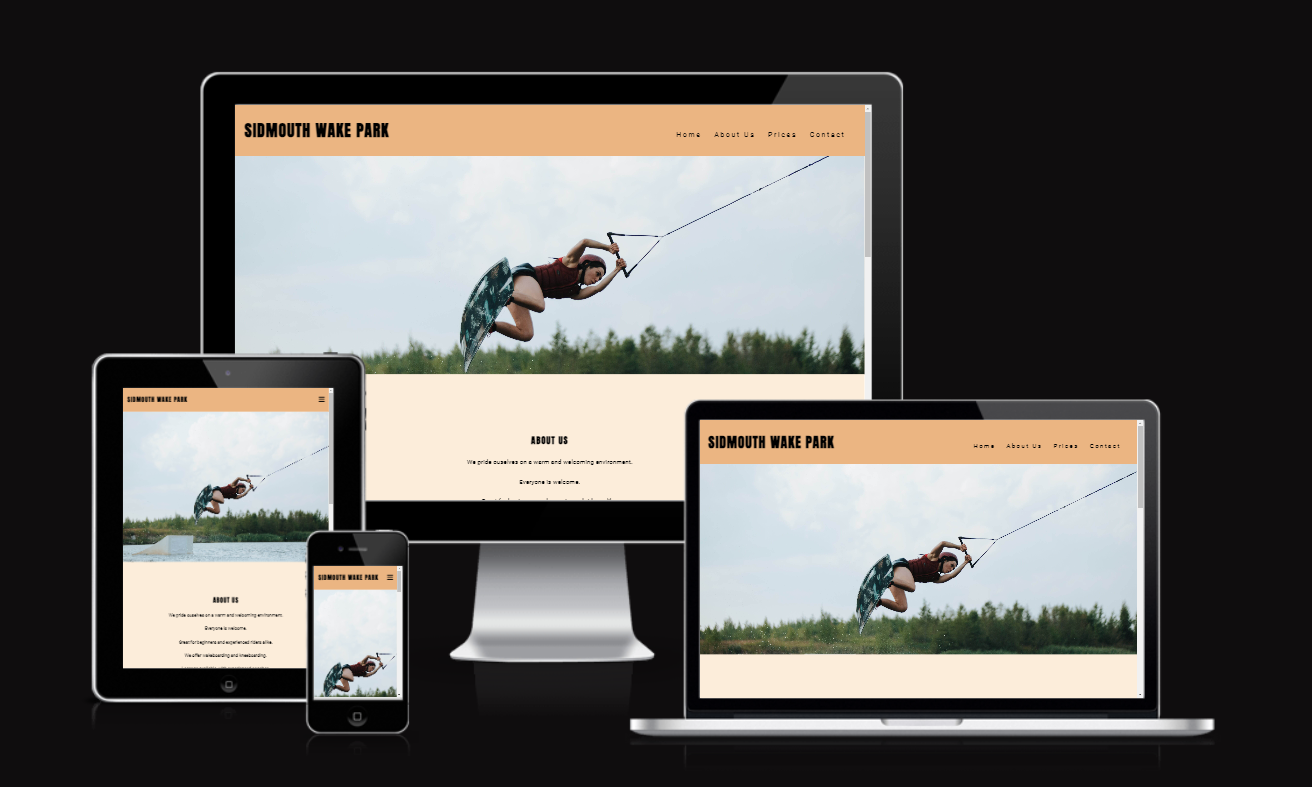 SIDMOUTH WAKE PARK
Home About Us Prices Contact
ABOUT US
We pride ouselves on a warm and welcoming environment.
Everyone is welcome.
SIDMOUTH WAKE PARK
ABOUT US
We pride ouselves on a warm and welcoming environment.
Everyone is welcome.
Great for beginners and experienced riders alike.
We offer wakeboarding and kneeboarding.
SIDMOUTH WAKE PARK
SIDMOUTH WAKE PARK
Home About Us Prices Contact